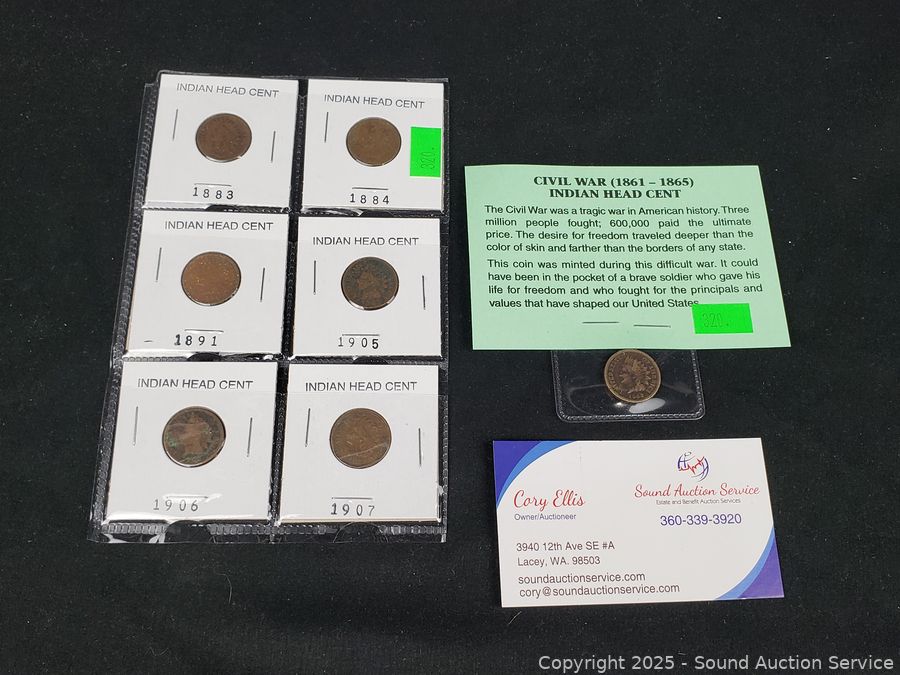 INDIAN HEAD CENT
1883
INDIAN HEAD CENT
320.
1884
INDIAN HEAD CENT
1891
INDIAN HEAD CENT
1905
INDIAN HEAD CENT
1906
INDIAN HEAD CENT
1907
CIVIL WAR (1861 – 1865)
INDIAN HEAD CENT
The Civil War was a tragic war in American history. Three
million people fought; 600,000 paid the ultimate
price. The desire for freedom traveled deeper than the
color of skin and farther than the borders of any state.
This coin was minted during this difficult war. It could
have been in the pocket of a brave soldier who gave his
life for freedom and who fought for the principals and
values that have shaped our United States
320.
Cory Ellis
Owner/Auctioneer
Sound Auction Service
Estate and Benefit Auction Services
360-339-3920
3940 12th Ave SE #A
Lacey, WA. 98503
soundauctionservice.com
cory@soundauctionservice.com
Copyright 2025 - Sound Auction Service